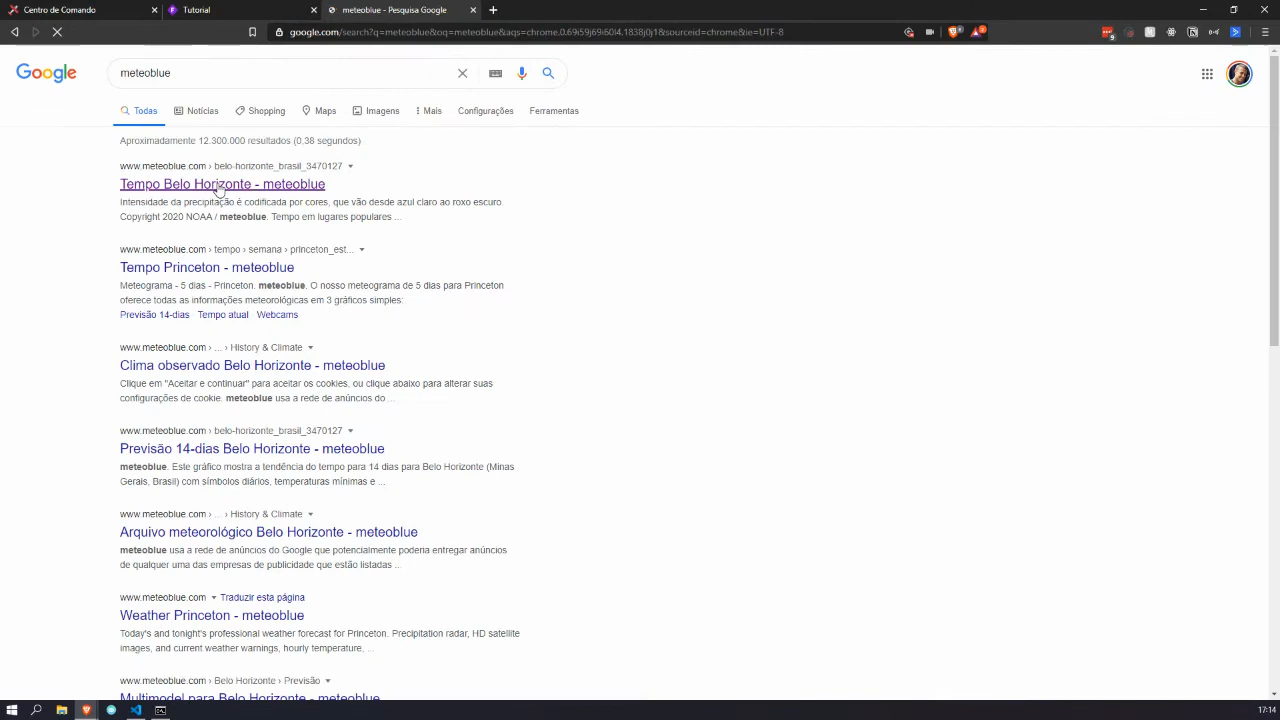 Centro de Comando
Tutorial
meteoblue - Pesquisa Google
google.com/search?q=meteoblue&oq=meteoblue&aqs=chrome.0.69i59j69i60l4.1838j0j1&sourceid=chrome&ie=UTF-8
Google
meteoblue
Todas Notícias Shopping Maps Imagens Mais Configurações Ferramentas
Aproximadamente 12.300.000 resultados (0,38 segundos)
www.meteoblue.com › belo-horizonte_brasil_3470127
Tempo Belo Horizonte - meteoblue
Intensidade da precipitação é codificada por cores, que vão desde azul claro ao roxo escuro.
Copyright 2020 NOAA / meteoblue. Tempo em lugares populares ...
www.meteoblue.com › tempo › semana › princeton_est...
Tempo Princeton - meteoblue
Meteograma - 5 dias - Princeton. meteoblue. O nosso meteograma de 5 dias para Princeton
oferece todas as informações meteorológicas em 3 gráficos simples:
Previsão 14-dias Tempo atual Webcams
www.meteoblue.com › ... › History & Climate
Clima observado Belo Horizonte - meteoblue
Clique em "Aceitar e continuar" para aceitar os cookies, ou clique abaixo para alterar suas
configurações de cookie. meteoblue usa a rede de anúncios do ...
www.meteoblue.com › belo-horizonte_brasil_3470127
Previsão 14-dias Belo Horizonte - meteoblue
meteoblue. Este gráfico mostra a tendência do tempo para 14 dias para Belo Horizonte (Minas
Gerais, Brasil) com símbolos diários, temperaturas mínimas e ...
www.meteoblue.com › ... › History & Climate
Arquivo meteorológico Belo Horizonte - meteoblue
meteoblue usa a rede de anúncios do Google que potencialmente poderia entregar anúncios
de qualquer uma das empresas de publicidade que estão listadas ...
www.meteoblue.com Traduzir esta página
Weather Princeton - meteoblue
Today's and tonight's professional weather forecast for Princeton. Precipitation radar, HD satellite
images, and current weather warnings, hourly temperature. ...
www.meteoblue.com › Belo Horizonte › Previsão
Multimodel para Belo Horizonte - meteoblue
17:14